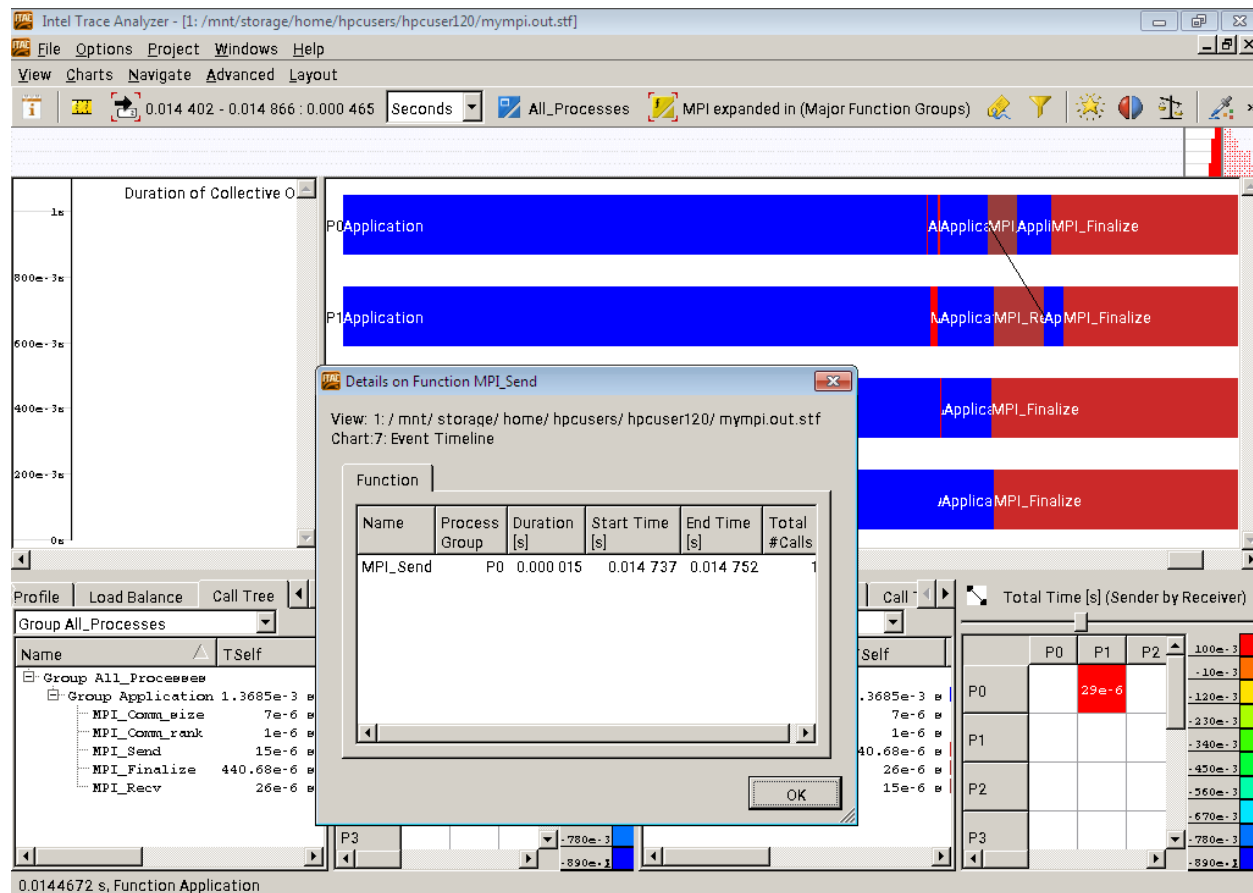 Intel Trace Analyzer - [1: /mnt/storage/home/hpcusers/hpcuser120/mympi.out.stf]
File Options Project Windows Help
View Charts Navigate Advanced Layout
0.014 402 - 0.014 866 : 0.000 465 Seconds All_Processes MPI expanded in (Major Function Groups)
Duration of Collective O
1s
800e-3s
600e-3s
400e-3s
200e-3s
0s
P0 Application Applica MPI Appli MPI_Finalize
P1 Application Applica MPI_Re Ap MPI_Finalize
Applica MPI_Finalize
Applica MPI_Finalize
Details on Function MPI_Send
View: 1: / mnt/ storage/ home/ hpcusers/ hpcuser120/ mympi.out.stf
Chart:7: Event Timeline
Function
Name Process Group Duration [s] Start Time [s] End Time [s] Total #Calls
MPI_Send P0 0.000 015 0.014 737 0.014 752 1
OK
Profile Load Balance Call Tree
Group All_Processes
Name TSelf
Group All_Processes
Group Application 1.3685e-3 s
MPI_Comm_size 7e-6 s
MPI_Comm_rank 1e-6 s
MPI_Send 15e-6 s
MPI_Finalize 440.68e-6 s
MPI_Recv 26e-6 s
P3
-780e-3
-890e-3
Call
Self
.3685e-3 s
7e-6 s
1e-6 s
40.68e-6 s
26e-6 s
15e-6 s
Total Time [s] (Sender by Receiver)
P0 P1 P2
P0 29e-6
P1
P2
P3
100e-3
-10e-3
-120e-3
-230e-3
-340e-3
-450e-3
-560e-3
-670e-3
-780e-3
-890e-3
0.0144672 s, Function Application